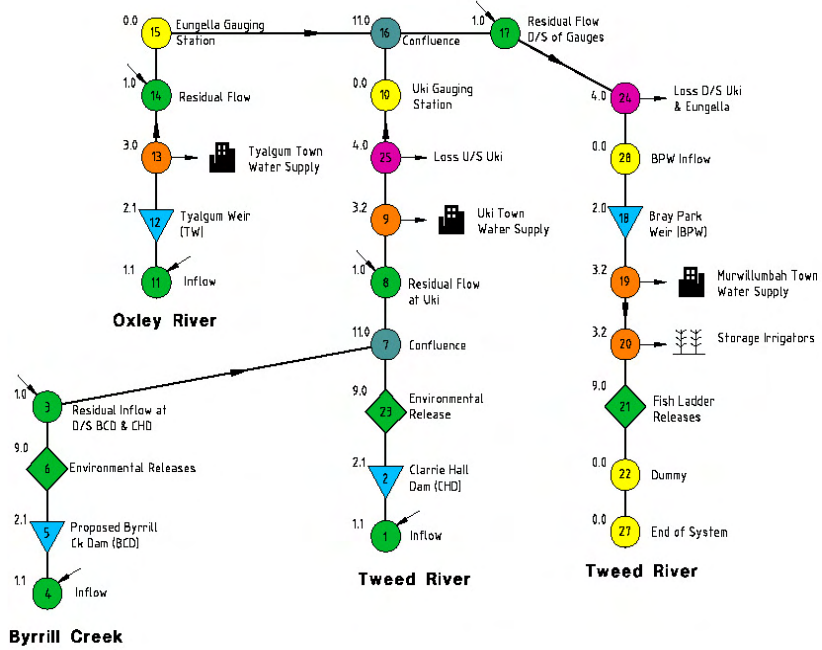 0.0
15
Eungella Gauging
Station
11.0
16
Confluence
1.0
17
Residual Flow
D/S of Gauges
1.0
14
Residual Flow
0.0
10
Uki Gauging
Station
4.0
24
Loss D/S Uki
& Eungella
3.0
13
Tyalgum Town
Water Supply
4.0
25
Loss U/S Uki
0.0
28
BPW Inflow
2.1
12
Tyalgum Weir
(TW)
3.2
9
Uki Town
Water Supply
2.0
18
Bray Park
Weir (BPW)
1.1
11
Inflow
Oxley River
1.0
8
Residual Flow
at Uki
3.2
19
Murwillumbah Town
Water Supply
11.0
7
Confluence
3.2
20
Storage Irrigators
1.0
3
Residual Inflow at
D/S BCD & CHD
9.0
23
Environmental
Release
9.0
21
Fish Ladder
Releases
9.0
6
Environmental Releases
2.1
2
Clarrie Hall
Dam (CHD)
0.0
22
Dummy
2.1
5
Proposed Byrrill
Ck Dam (BCD)
1.1
1
Inflow
0.0
27
End of System
Tweed River
Tweed River
1.1
4
Inflow
Byrrill Creek